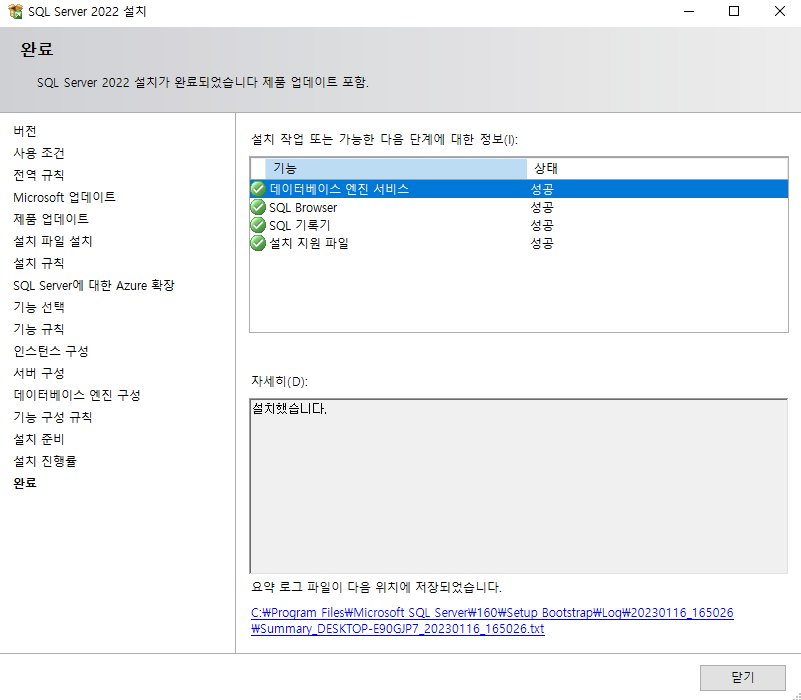 SQL Server 2022 설치
완료
SQL Server 2022 설치가 완료되었습니다 제품 업데이트 포함.
버전
사용 조건
전역 규칙
Microsoft 업데이트
제품 업데이트
설치 파일 설치
설치 규칙
SQL Server에 대한 Azure 확장
기능 선택
기능 규칙
인스턴스 구성
서버 구성
데이터베이스 엔진 구성
기능 구성 규칙
설치 준비
설치 진행률
완료
설치 작업 또는 가능한 다음 단계에 대한 정보(I):
기능 상태
데이터베이스 엔진 서비스 성공
SQL Browser 성공
SQL 기록기 성공
설치 지원 파일 성공
자세히(D):
설치했습니다.
요약 로그 파일이 다음 위치에 저장되었습니다.
C:₩Program Files₩Microsoft SQL Server₩160₩Setup Bootstrap₩Log₩20230116_165026
₩Summary_DESKTOP-E90GJP7_20230116_165026.txt
닫기